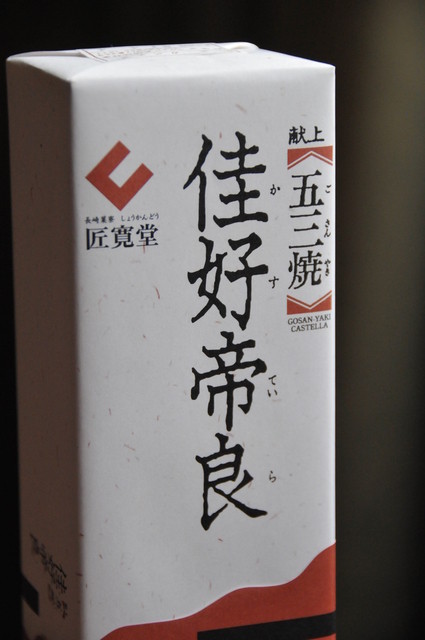 献上
五三焼
ごさんやき
GOSAN-YAKI
CASTELLA
佳好帝良
かすていら
長崎菓寮 しょうかんどう
匠寛堂